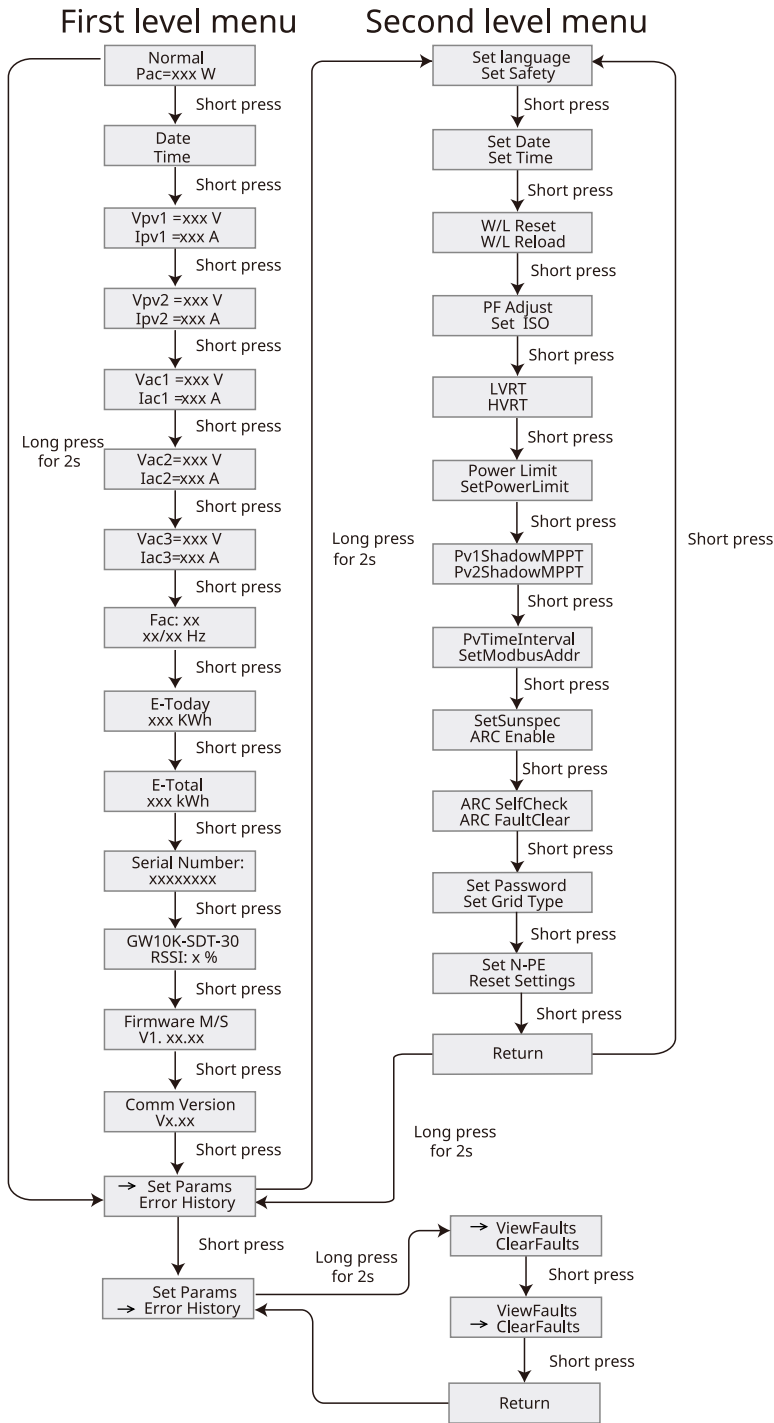 First level menu
Normal
Pac=xxx W
Short press
Date
Time
Short press
Vpv1 =xxx V
Ipv1 =xxx A
Short press
Vpv2 =xxx V
Ipv2 =xxx A
Short press
Vac1 =xxx V
Iac1 =xxx A
Short press
Long press
for 2s
Vac2=xxx V
Iac2=xxx A
Short press
Vac3=xxx V
Iac3=xxx A
Short press
Fac: xx
xx/xx Hz
Short press
E-Today
xxx KWh
Short press
E-Total
xxx kWh
Short press
Serial Number:
xxxxxxxx
Short press
GW10K-SDT-30
RSSI: x %
Short press
Firmware M/S
V1. xx.xx
Short press
Comm Version
Vx.xx
Short press
→ Set Params
Error History
Short press
Set Params
→ Error History
Second level menu
Set language
Set Safety
Short press
Set Date
Set Time
Short press
W/L Reset
W/L Reload
Short press
PF Adjust
Set ISO
Short press
LVRT
HVRT
Short press
Power Limit
SetPowerLimit
Short press
Long press
for 2s
Pv1ShadowMPPT
Pv2ShadowMPPT
Short press
Short press
PvTimeInterval
SetModbusAddr
Short press
SetSunspec
ARC Enable
Short press
ARC SelfCheck
ARC FaultClear
Short press
Set Password
Set Grid Type
Short press
Set N-PE
Reset Settings
Short press
Return
Long press
for 2s
Long press
for 2s
→ ViewFaults
ClearFaults
Short press
ViewFaults
→ ClearFaults
Short press
Return